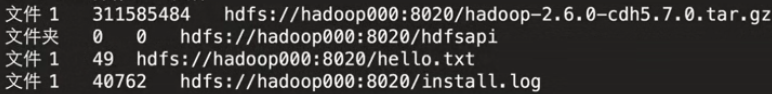 文件 1 311585484 hdfs://hadoop000:8020/hadoop-2.6.0-cdh5.7.0.tar.gz
文件夹 0 0 hdfs://hadoop000:8020/hdfsapi
文件 1 49 hdfs://hadoop000:8020/hello.txt
文件 1 40762 hdfs://hadoop000:8020/install.log